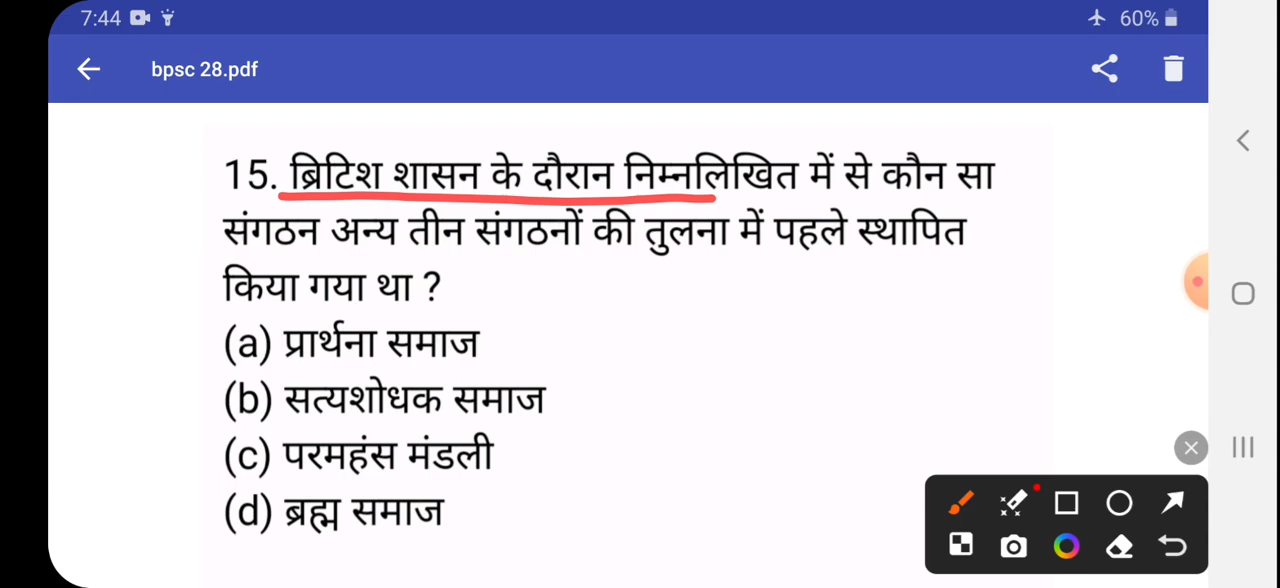 7:44
60%
bpsc 28.pdf
15. ब्रिटिश शासन के दौरान निम्नलिखित में से कौन सा
संगठन अन्य तीन संगठनों की तुलना में पहले स्थापित
किया गया था ?
(a) प्रार्थना समाज
(b) सत्यशोधक समाज
(c) परमहंस मंडली
(d) ब्रह्म समाज